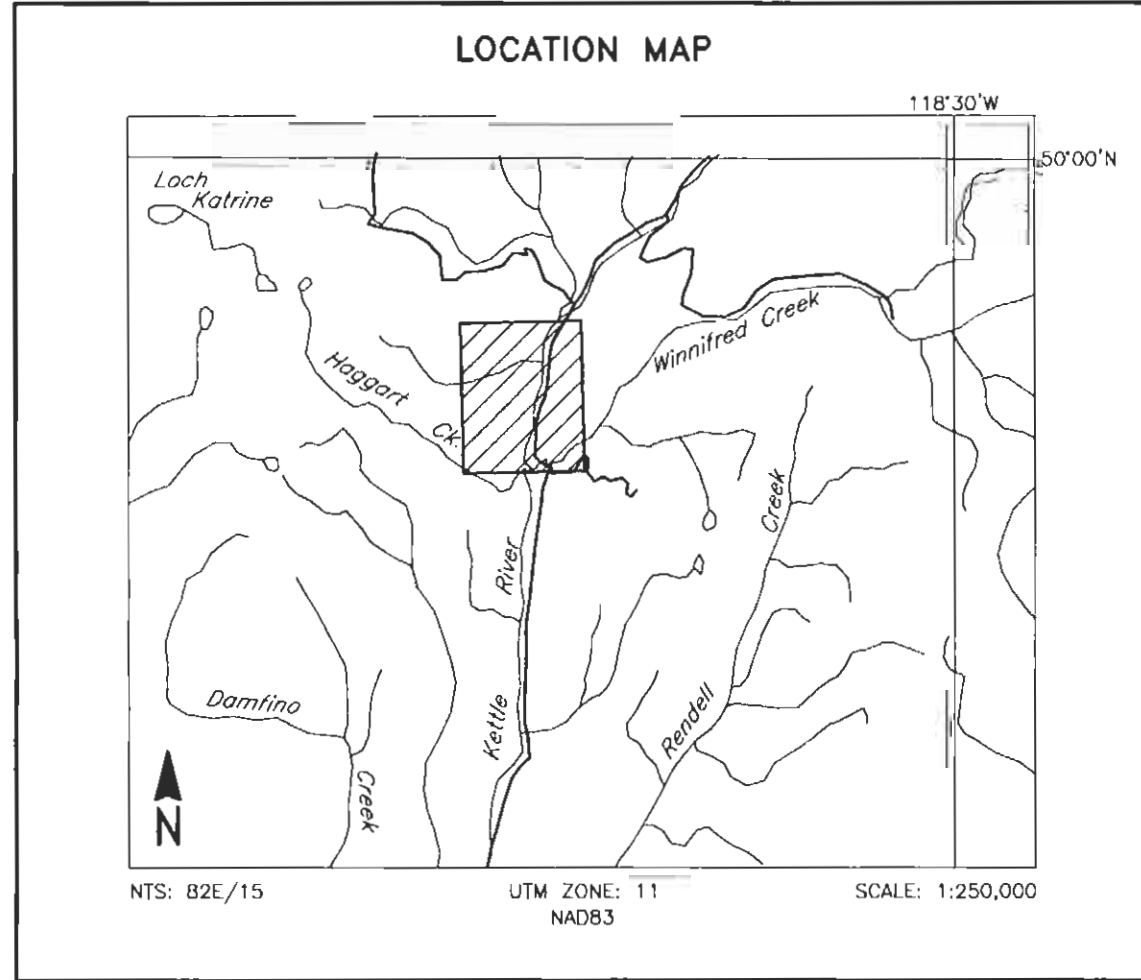 LOCATION MAP
118°30'W
50°00'N
Loch
Katrine
Winnifred Creek
Haggart
Ck.
Creek
River
Damfino
Kettle
Rendell
Creek
N
NTS: 82E/15
UTM ZONE: 11
SCALE: 1:250,000
NAD83